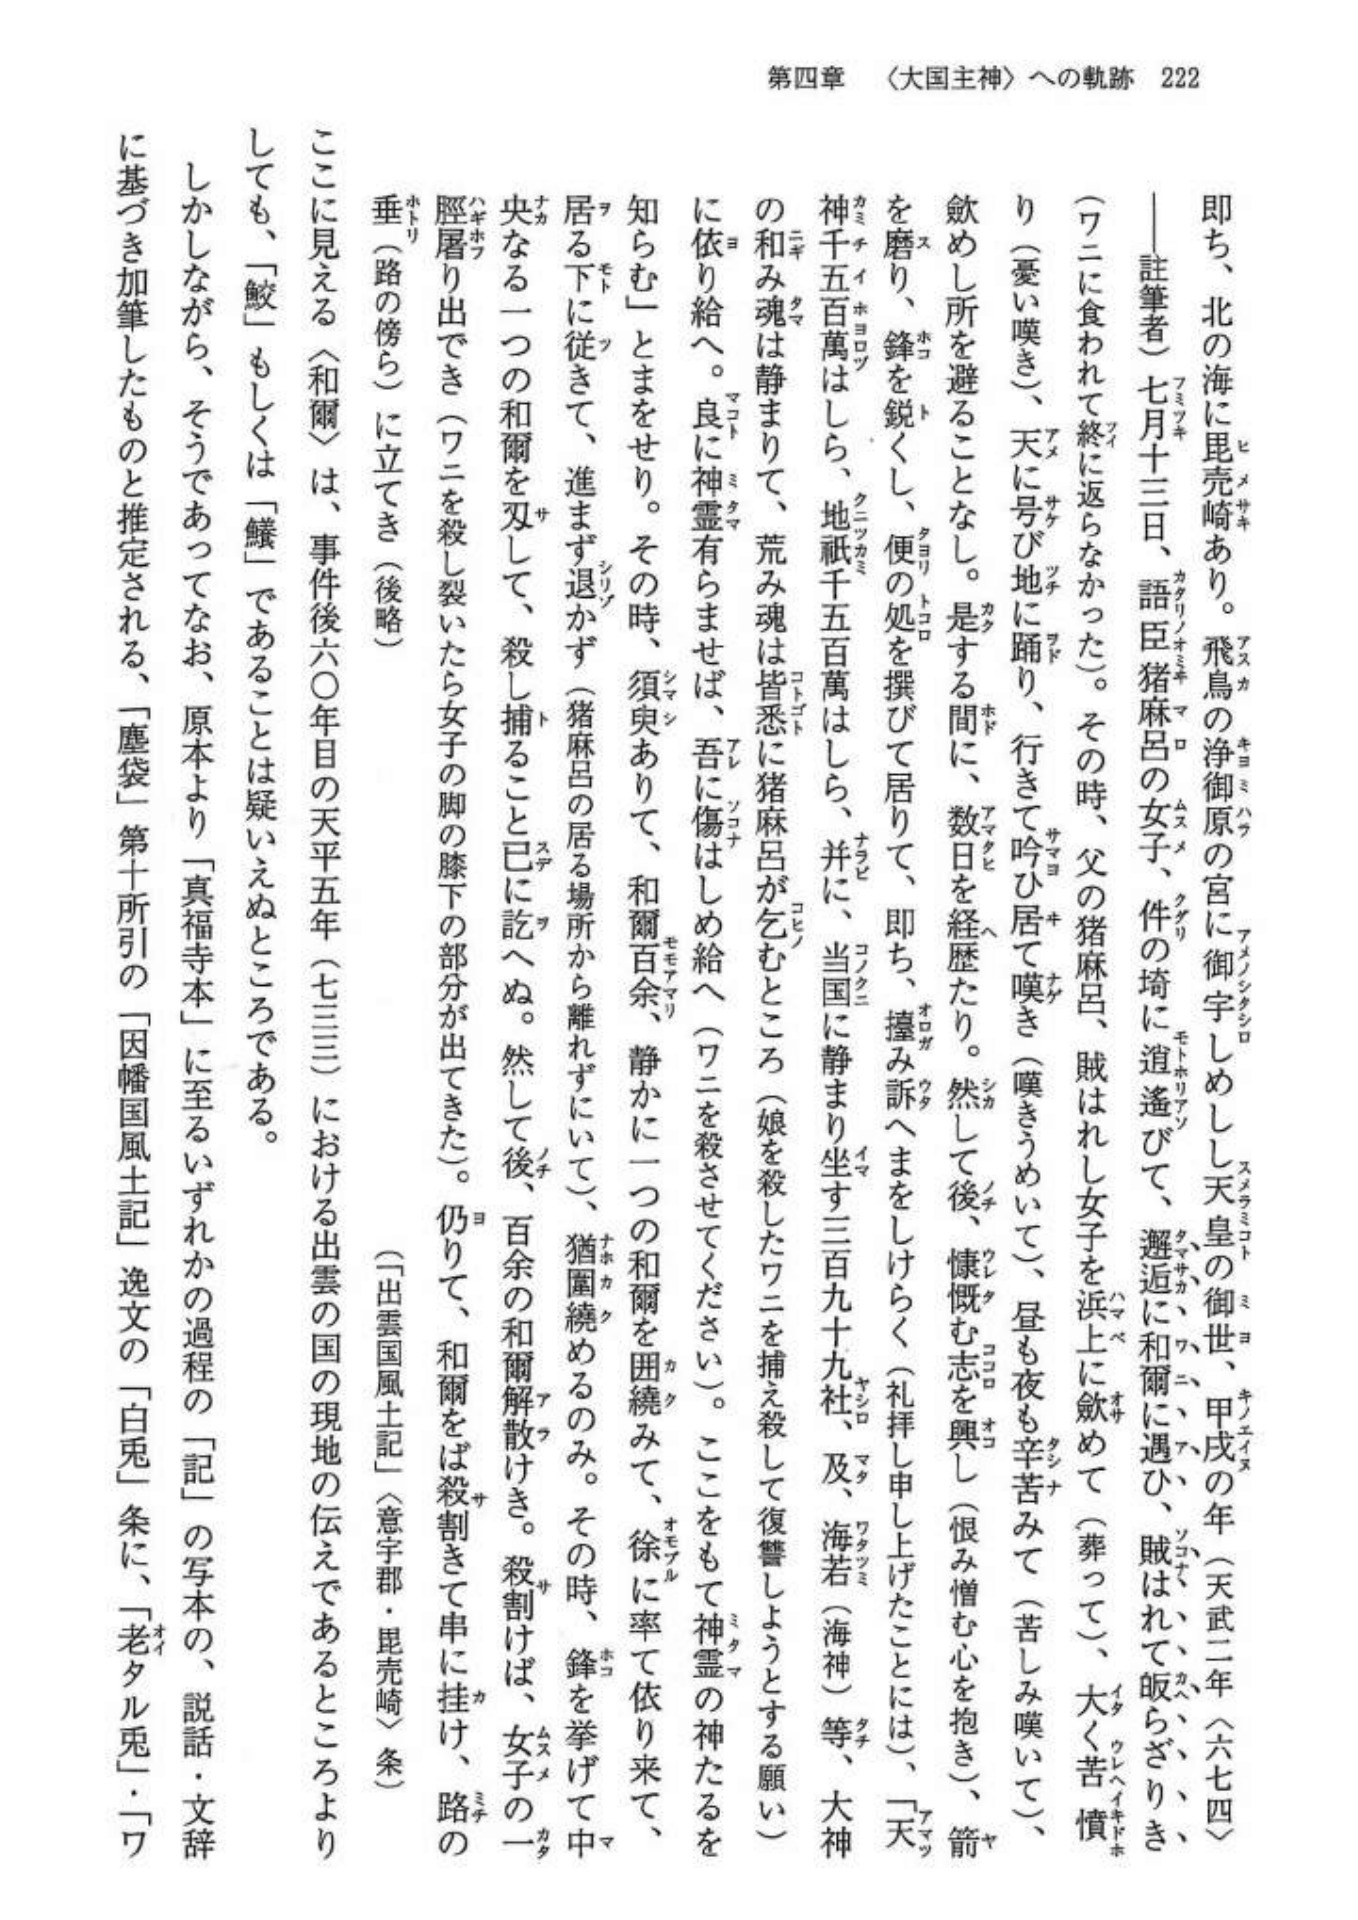 第四章　〈大国主神〉への軌跡　222
即ち、北の海に毘売崎あり。飛鳥の浄御原の宮に御宇しめしし天皇の御世、甲戌の年（天武二年〈六七四〉
――註筆者）七月十三日、語臣猪麻呂の女子、件の埼に逍遙びて、邂逅に和爾に遇ひ、賊はれて皈らざりき
（ワニに食われて終に返らなかった）。その時、父の猪麻呂、賊はれし女子を浜上に歛めて（葬って）、大く苦憤
り（憂い嘆き）、天に号び地に踊り、行きて吟ひ居て嘆き（嘆きうめいて）、昼も夜も辛苦みて（苦しみ嘆いて）、
歛めし所を避ることなし。是する間に、数日を経歴たり。然して後、慷慨む志を興し（恨み憎む心を抱き）、箭
を磨り、鋒を鋭くし、便の処を撰びて居りて、即ち、擡み訴へまをしけらく（礼拝し申し上げたことには）、「天
神千五百萬はしら、地祇千五百萬はしら、并に、当国に静まり坐す三百九十九社、及、海若（海神）等、大神
の和み魂は静まりて、荒み魂は皆悉に猪麻呂が乞むところ（娘を殺したワニを捕え殺して復讐しようとする願い）
に依り給へ。良に神霊有らませば、吾に傷はしめ給へ（ワニを殺させてください）。ここをもて神霊の神たるを
知らむ」とまをせり。その時、須臾ありて、和爾百余、静かに一つの和爾を囲繞みて、徐に率て依り来て、
居る下に従きて、進まず退かず（猪麻呂の居る場所から離れずにいて）、猶圍繞めるのみ。その時、鋒を挙げて中
央なる一つの和爾を刄して、殺し捕ること已に訖へぬ。然して後、百余の和爾解散けき。殺割けば、女子の一
脛屠り出でき（ワニを殺し裂いたら女子の脚の膝下の部分が出てきた）。仍りて、和爾をば殺割きて串に挂け、路の
垂（路の傍ら）に立てき（後略）
（「出雲国風土記」〈意宇郡・毘売崎〉条）
ここに見える〈和爾〉は、事件後六〇年目の天平五年（七三三）における出雲の国の現地の伝えであるところより
しても、「鮫」もしくは「鱶」であることは疑いえぬところである。
しかしながら、そうであってなお、原本より「真福寺本」に至るいずれかの過程の「記」の写本の、説話・文辞
に基づき加筆したものと推定される、「塵袋」第十所引の「因幡国風土記」逸文の「白兎」条に、「老タル兎」・「ワ